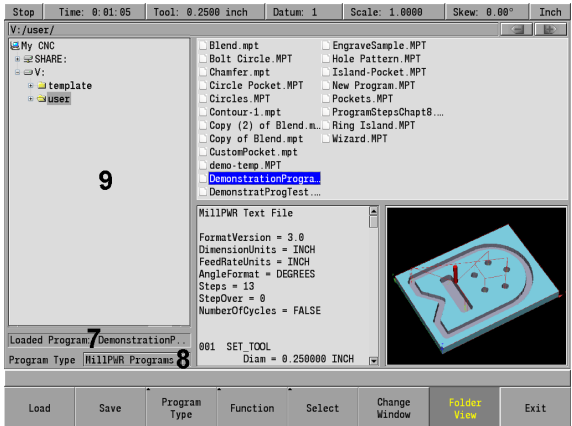 Stop Time: 0:01:05 Tool: 0.2500 inch Datum: 1 Scale: 1.0000 Skew: 0.00° Inch
V:/user/
My CNC
SHARE:
V:
template
user
9
Blend.mpt
Bolt Circle.MPT
Chamfer.mpt
Circle Pocket.MPT
Circles.MPT
Contour-1.mpt
Copy (2) of Blend.m…
Copy of Blend.mpt
CustomPocket.mpt
demo-temp.MPT
DemonstrationProgra…
DemonstratProgTest.…
EngraveSample.MPT
Hole Pattern.MPT
Island-Pocket.MPT
New Program.MPT
Pockets.MPT
ProgramStepsChapt8.…
Ring Island.MPT
Wizard.MPT
MillPWR Text File
FormatVersion = 3.0
DimensionUnits = INCH
FeedRateUnits = INCH
AngleFormat = DEGREES
Steps = 13
StepOver = 0
NumberOfCycles = FALSE
001 SET_TOOL
Diam = 0.250000 INCH
Loaded Program 7 DemonstrationP..
Program Type MillPWR Programs 8
Load Save Program Type Function Select Change Window Folder View Exit